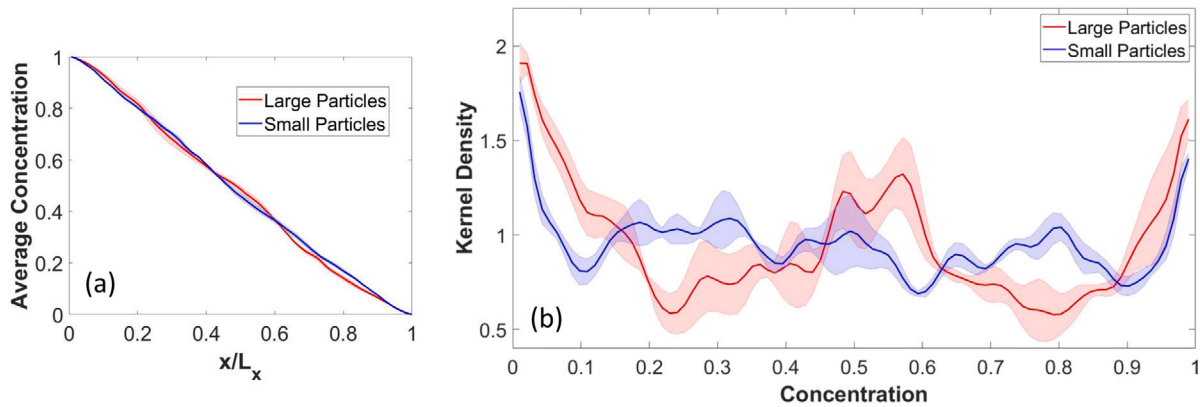 (a)
Average Concentration
1
0.8
0.6
0.4
0.2
0
0
0.2
0.4
0.6
0.8
1
x/Lx
Large Particles
Small Particles
(a)
(b)
Kernel Density
2
1.5
1
0.5
0
0.1
0.2
0.3
0.4
0.5
0.6
0.7
0.8
0.9
1
Concentration
Large Particles
Small Particles
(b)